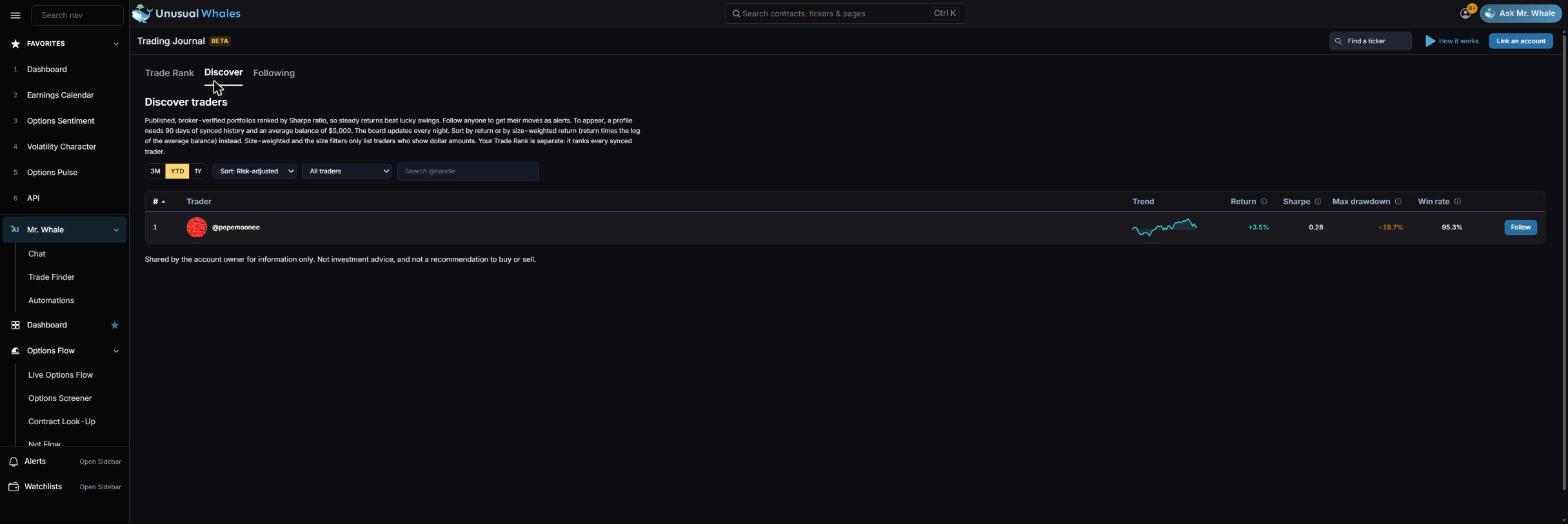 Search nav
Unusual Whales
Search contracts, tickers & pages
Ctrl K
9+
Ask Mr. Whale
FAVORITES
1 Dashboard
2 Earnings Calendar
3 Options Sentiment
4 Volatility Character
5 Options Pulse
6 API
AI Mr. Whale
Chat
Trade Finder
Automations
Dashboard
Options Flow
Live Options Flow
Options Screener
Contract Look-Up
Net Flow
Alerts Open Sidebar
Watchlists Open Sidebar
Trading Journal BETA
Find a ticker
How it works
Link an account
Trade Rank Discover Following
Discover traders
Published, broker-verified portfolios ranked by Sharpe ratio, so steady returns beat lucky swings. Follow anyone to get their moves as alerts. To appear, a profile
needs 90 days of synced history and an average balance of $5,000. The board updates every night. Sort by return or by size-weighted return (return times the log
of the average balance) instead. Size-weighted and the size filters only list traders who show dollar amounts. Your Trade Rank is separate: it ranks every synced
trader.
3M YTD 1Y Sort: Risk-adjusted All traders Search @handle
# Trader Trend Return Sharpe Max drawdown Win rate
1 @pepemoonee +3.5% 0.28 -19.7% 95.3% Follow
Shared by the account owner for information only. Not investment advice, and not a recommendation to buy or sell.